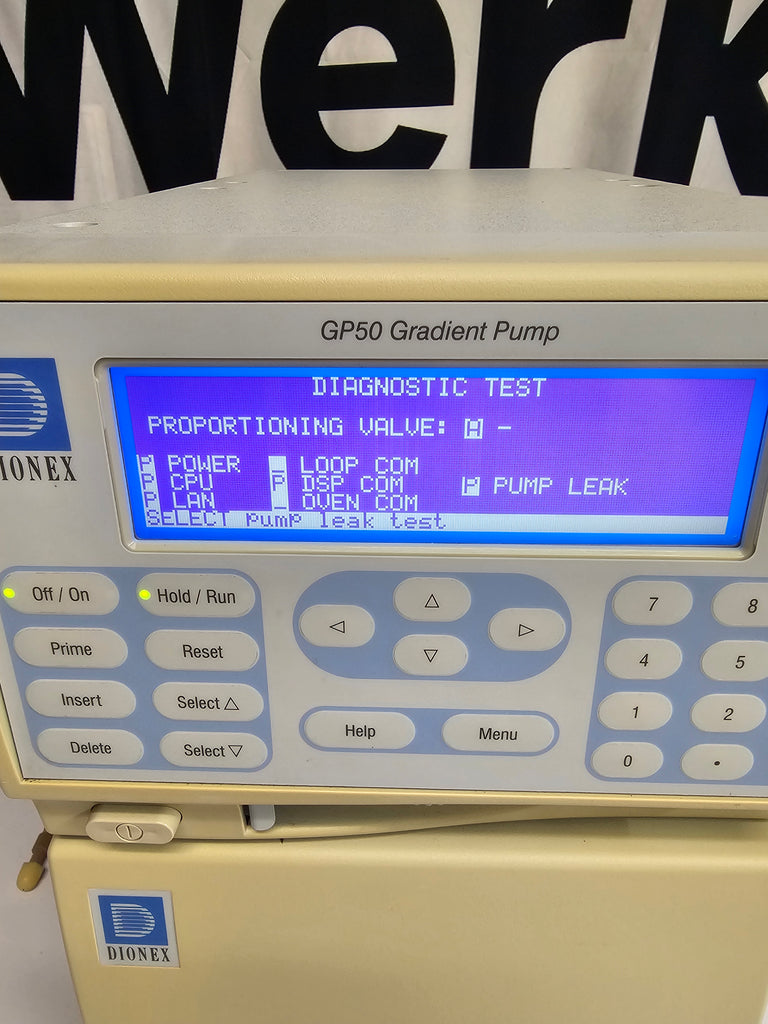 Werk
GP50 Gradient Pump
DIONEX
DIAGNOSTIC TEST
PROPORTIONING VALVE: H -
P POWER _ LOOP COM
P CPU P DSP COM P PUMP LEAK
P LAN _ OVEN COM
SELECT pump leak test
Off / On Hold / Run 7 8
Prime Reset 4 5
Insert Select △ 1 2
Delete Select ▽ Help Menu 0 .
DIONEX